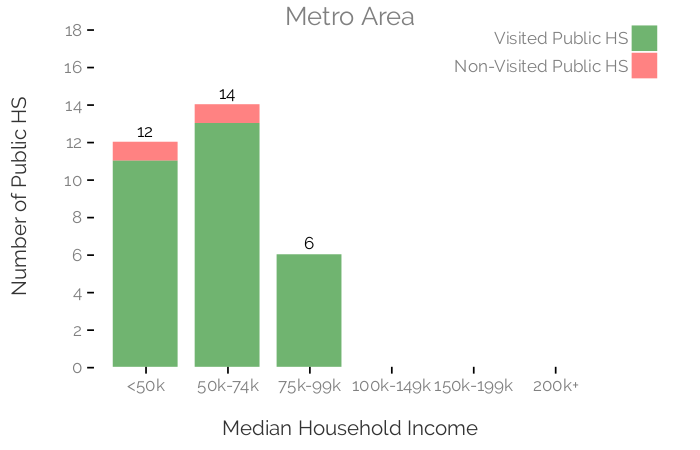 Metro Area
Visited Public HS
Non-Visited Public HS
Number of Public HS
18
16
14
12
10
8
6
4
2
0
12
14
6
<50k
50k-74k
75k-99k
100k-149k
150k-199k
200k+
Median Household Income